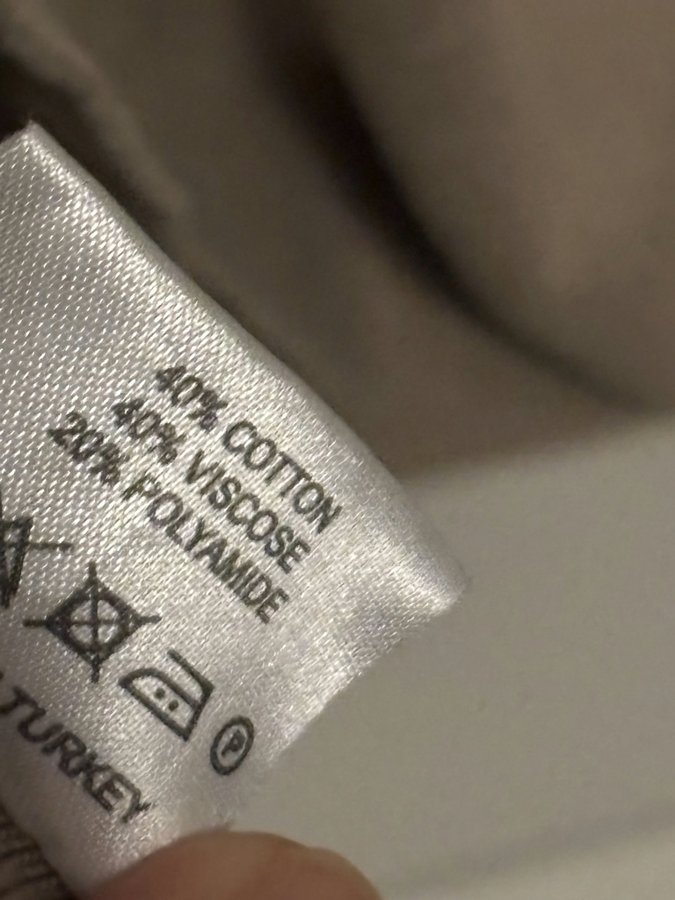 40% COTTON
40% VISCOSE
20% POLYAMIDE
P
TURKEY